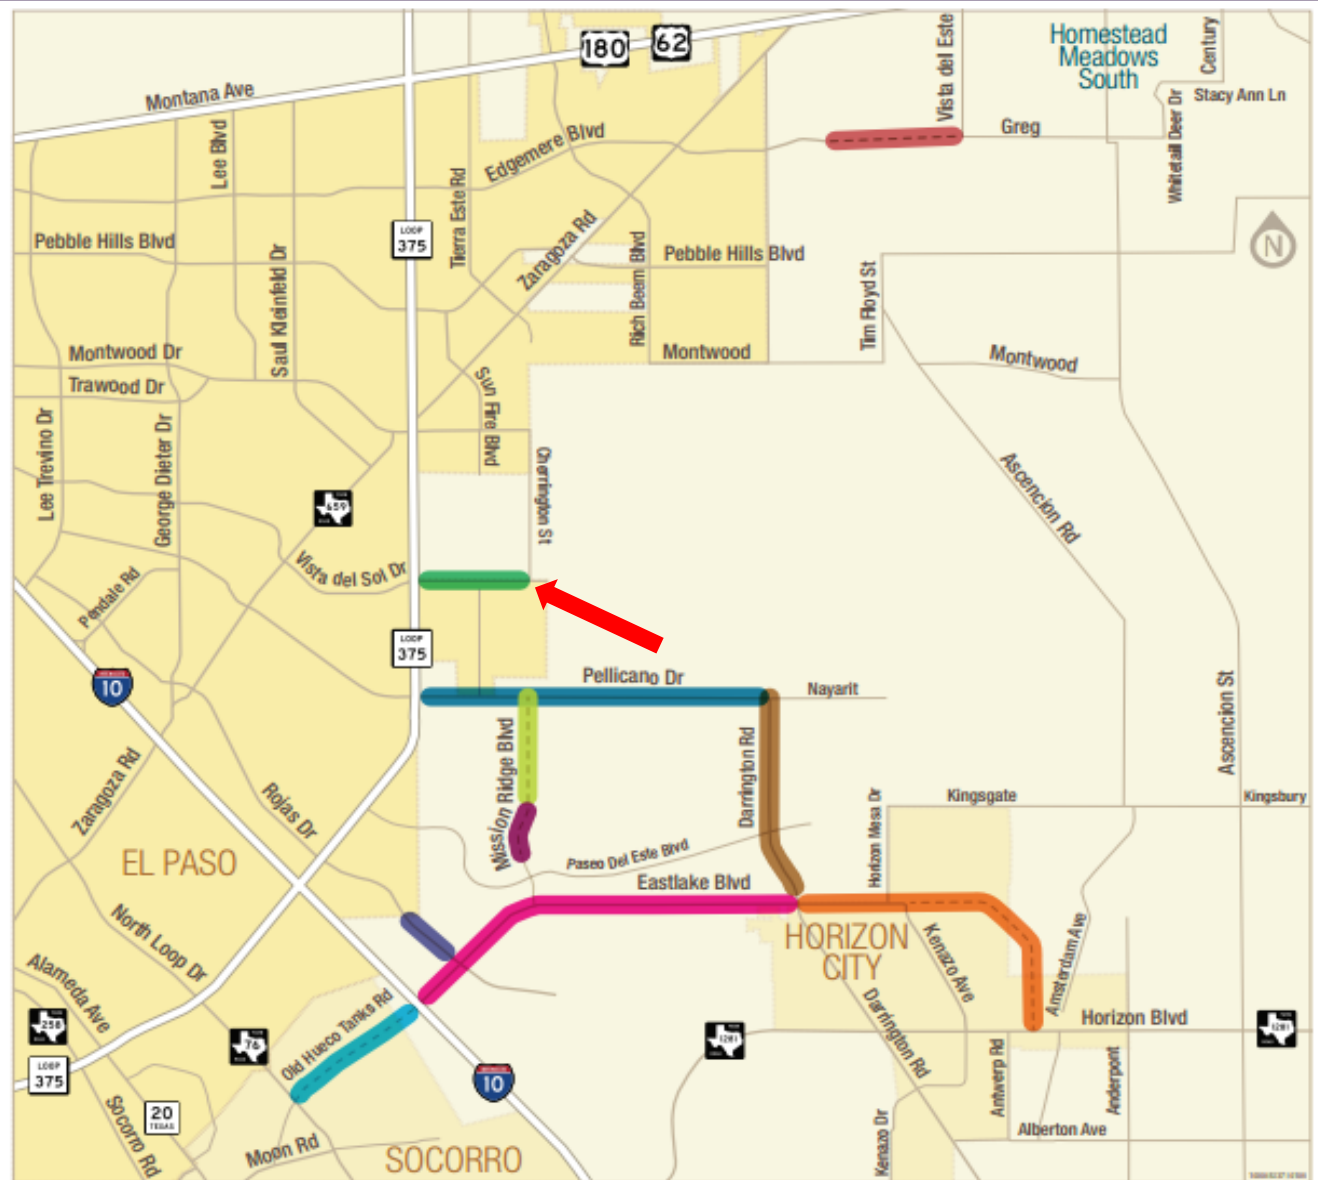 180
62
Vista del Este
Homestead
Meadows
South
Century
Stacy Ann Ln
Whitetail Deer Dr
Greg
Montana Ave
Lee Blvd
Edgemere Blvd
Tierra Este Rd
LOOP
375
Pebble Hills Blvd
Saul Kleinfeld Dr
Zaragoza Rd
Rich Beem Blvd
Pebble Hills Blvd
Tim Floyd St
N
Montwood Dr
Trawood Dr
Montwood
Montwood
Sun Fire Blvd
Lee Trevino Dr
George Dieter Dr
Cherrington St
Ascencion Rd
659
Vista del Sol Dr
Pendale Rd
LOOP
375
10
Pellicano Dr
Nayarit
Mission Ridge Blvd
Darrington Rd
Ascencion St
Zaragoza Rd
Rojas Dr
Horizon Mesa Dr
Kingsgate
Kingsbury
EL PASO
Paseo Del Este Blvd
Eastlake Blvd
North Loop Dr
HORIZON
CITY
Kenazo Ave
Amsterdam Ave
Alameda Ave
Old Hueco Tanks Rd
Darrington Rd
Horizon Blvd
258
76
1281
1281
LOOP
375
10
Antwerp Rd
Anderpont
20
TEXAS
Socorro Rd
Moon Rd
SOCORRO
Kenazo Dr
Alberton Ave